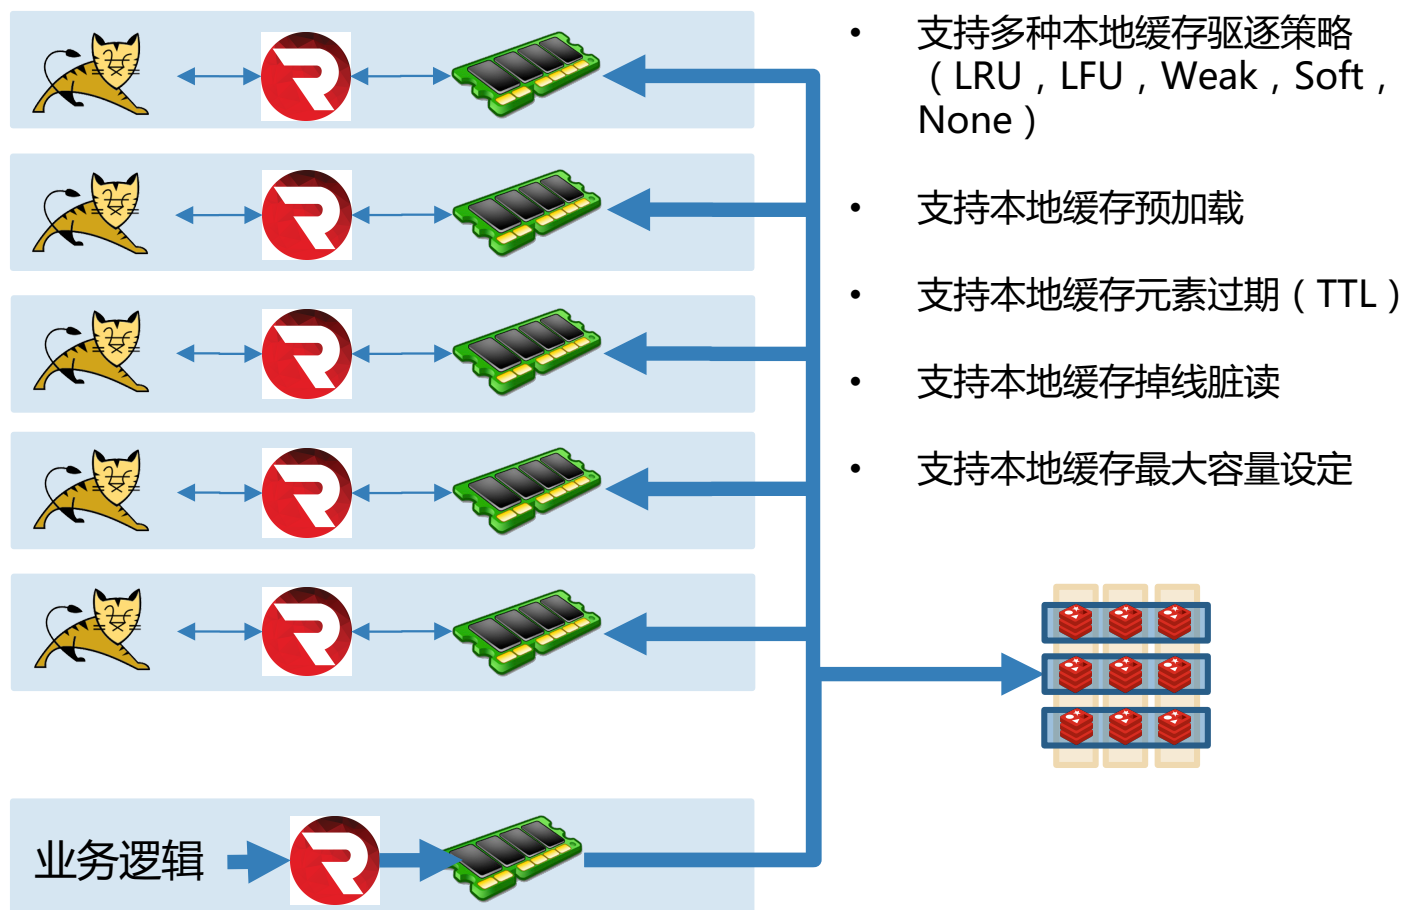 • 支持多种本地缓存驱逐策略
（LRU，LFU，Weak，Soft，
None）
• 支持本地缓存预加载
• 支持本地缓存元素过期（TTL）
• 支持本地缓存掉线脏读
• 支持本地缓存最大容量设定
业务逻辑